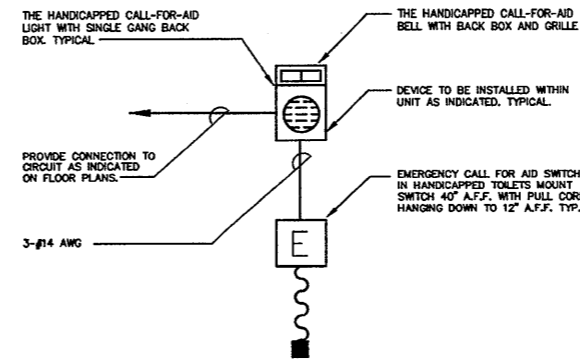 THE HANDICAPPED CALL-FOR-AID
LIGHT WITH SINGLE GANG BACK
BOX. TYPICAL
THE HANDICAPPED CALL-FOR-AID
BELL WITH BACK BOX AND GRILLE
DEVICE TO BE INSTALLED WITHIN
UNIT AS INDICATED. TYPICAL.
PROVIDE CONNECTION TO
CIRCUIT AS INDICATED
ON FLOOR PLANS.
EMERGENCY CALL FOR AID SWITCH
IN HANDICAPPED TOILETS MOUNT
SWITCH 40" A.F.F. WITH PULL CORD
HANGING DOWN TO 12" A.F.F. TYP.
3-#14 AWG
E